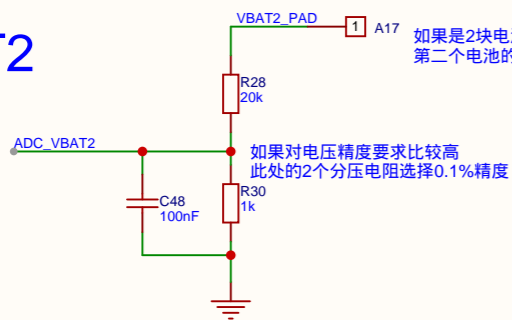 VBAT2_PAD
1
A17
如果是2块电
第二个电池的
T2
R28
20k
ADC_VBAT2
如果对电压精度要求比较高
此处的2个分压电阻选择0.1%精度
R30
1k
C48
100nF